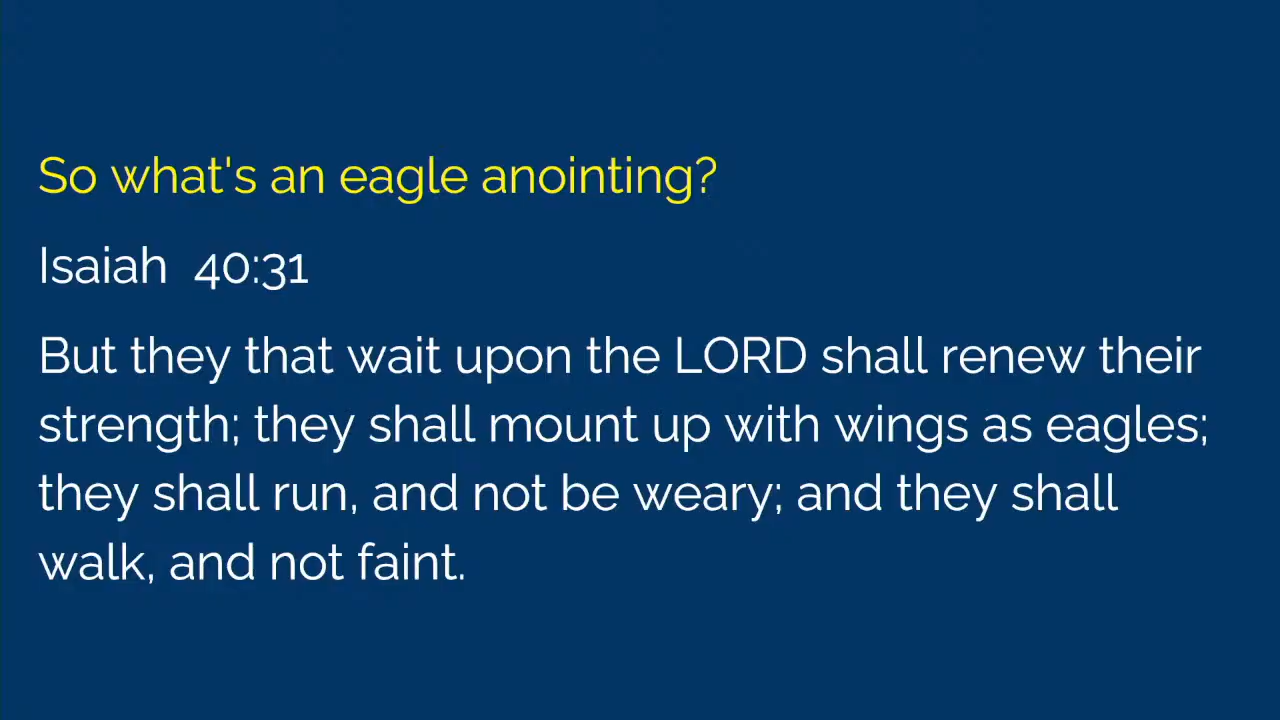 So what's an eagle anointing?
Isaiah  40:31
But they that wait upon the LORD shall renew their
strength; they shall mount up with wings as eagles;
they shall run, and not be weary; and they shall
walk, and not faint.